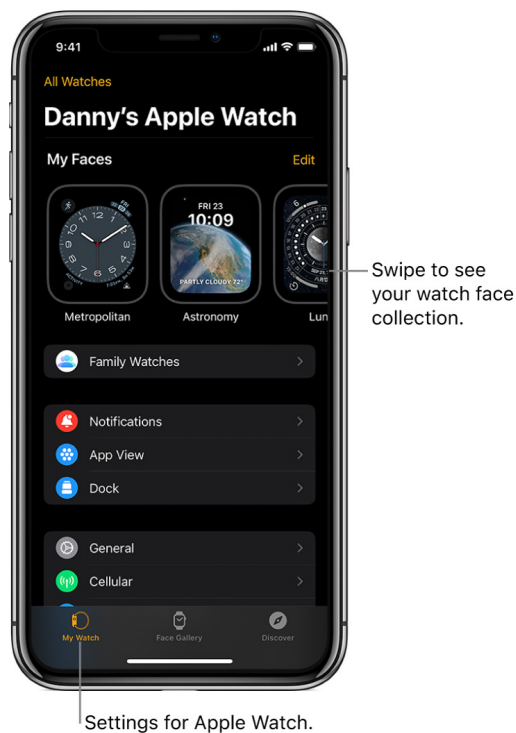 9:41
All Watches
Danny's Apple Watch
My Faces
Edit
FRI 23
10:09
PARTLY CLOUDY 72°
Metropolitan
Astronomy
Lun
Swipe to see
your watch face
collection.
Family Watches
Notifications
App View
Dock
General
Cellular
My Watch
Face Gallery
Discover
Settings for Apple Watch.